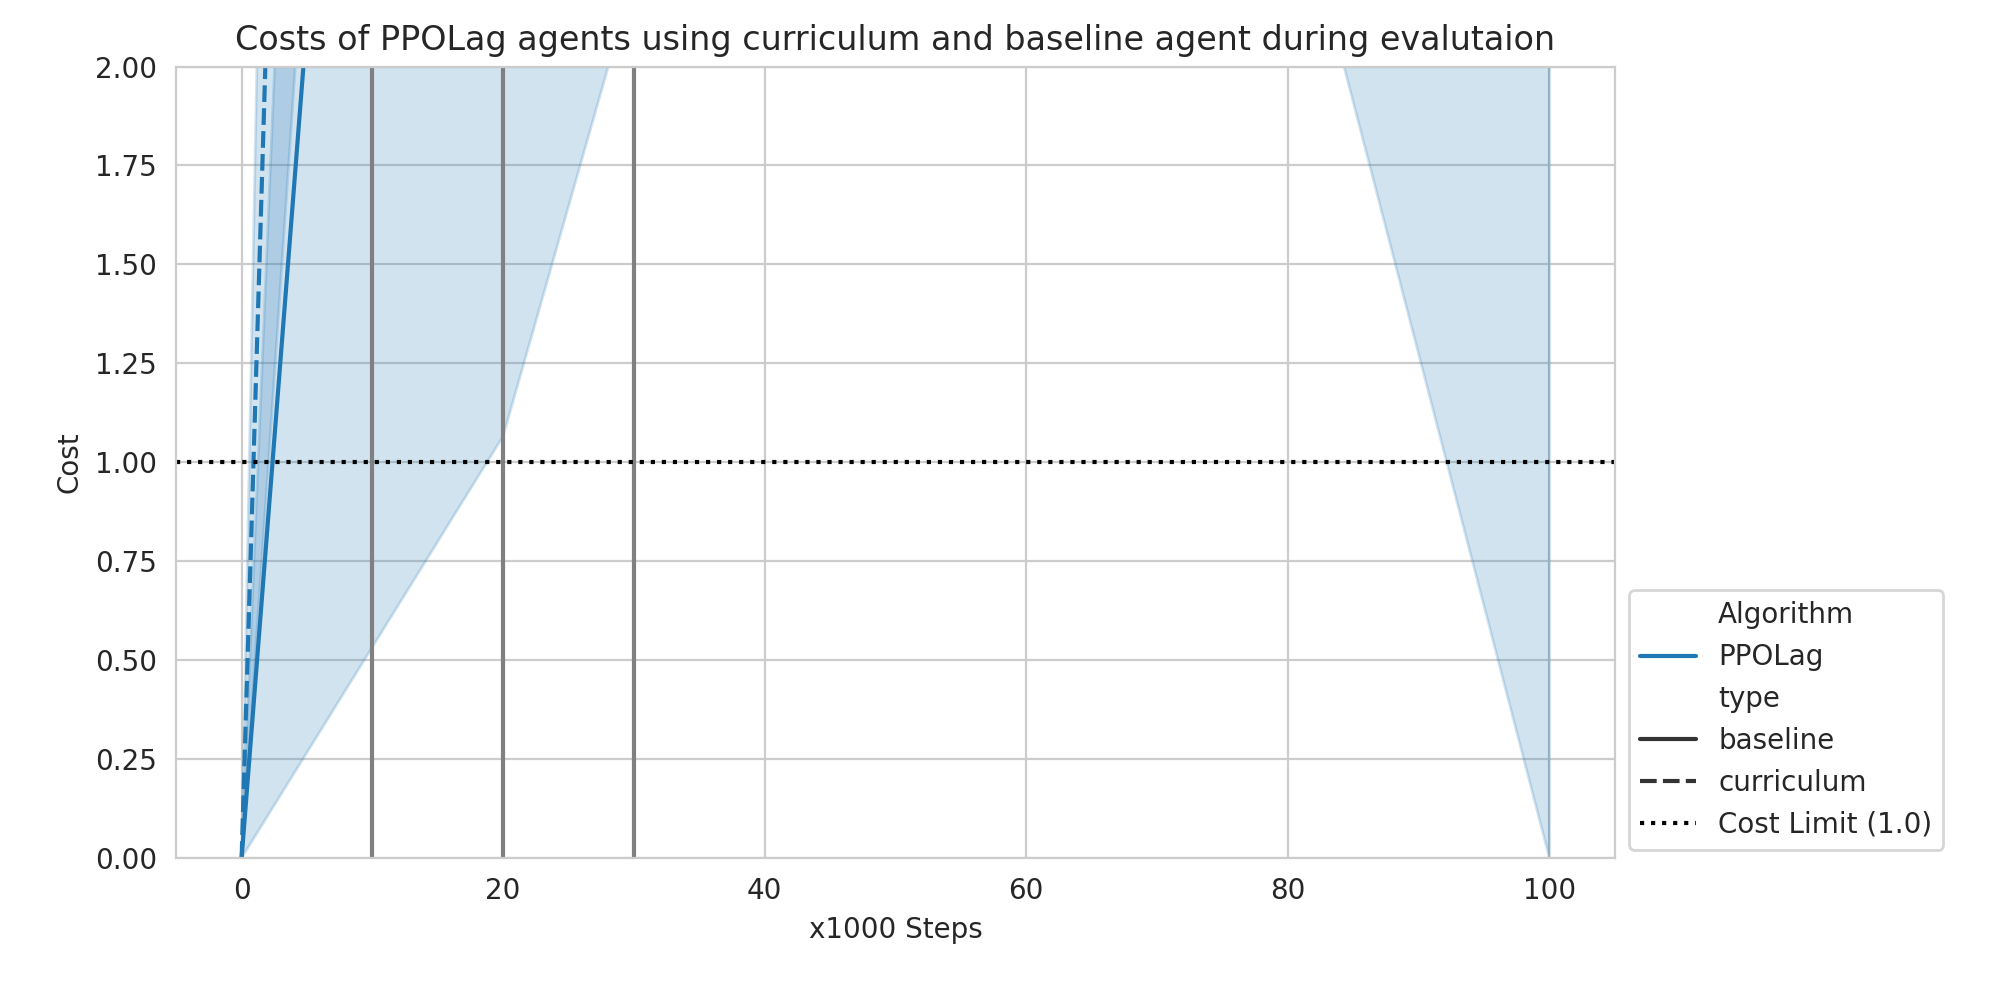 Costs of PPOLag agents using curriculum and baseline agent during evalutaion
2.00
1.75
1.50
1.25
1.00
0.75
0.50
0.25
0.00
Cost
0
20
40
60
80
100
x1000 Steps
Algorithm
PPOLag
type
baseline
curriculum
Cost Limit (1.0)